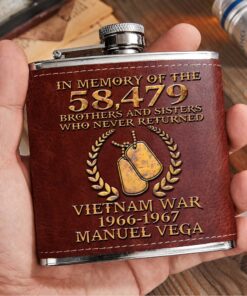 IN MEMORY OF THE
58,479
BROTHERS AND SISTERS
WHO NEVER RETURNED
VIETNAM WAR
1966-1967
MANUEL VEGA